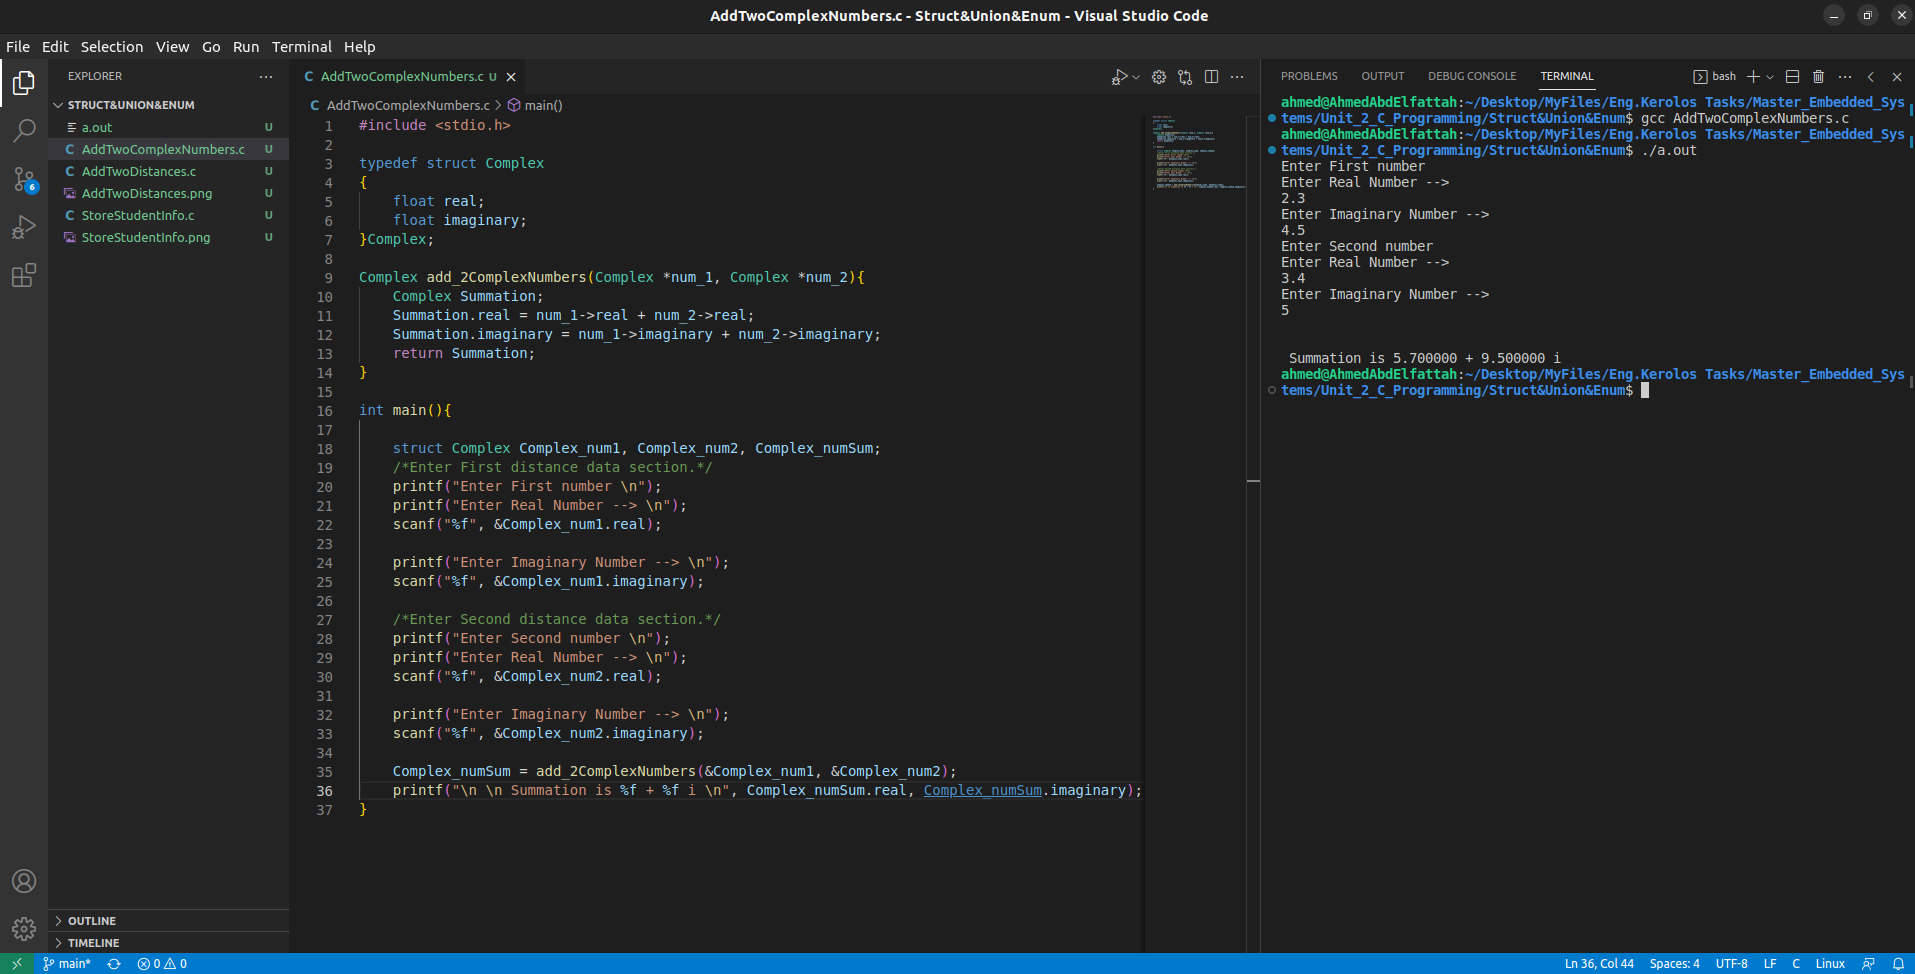 AddTwoComplexNumbers.c - Struct&Union&Enum - Visual Studio Code
File Edit Selection View Go Run Terminal Help
EXPLORER
STRUCT&UNION&ENUM
a.out U
C AddTwoComplexNumbers.c U
C AddTwoDistances.c U
AddTwoDistances.png U
C StoreStudentInfo.c U
StoreStudentInfo.png U
6
OUTLINE
TIMELINE
C AddTwoComplexNumbers.c U
C AddTwoComplexNumbers.c > main()
1 #include <stdio.h>
2
3 typedef struct Complex
4 {
5     float real;
6     float imaginary;
7 }Complex;
8
9 Complex add_2ComplexNumbers(Complex *num_1, Complex *num_2){
10     Complex Summation;
11     Summation.real = num_1->real + num_2->real;
12     Summation.imaginary = num_1->imaginary + num_2->imaginary;
13     return Summation;
14 }
15
16 int main(){
17
18     struct Complex Complex_num1, Complex_num2, Complex_numSum;
19     /*Enter First distance data section.*/
20     printf("Enter First number \n");
21     printf("Enter Real Number --> \n");
22     scanf("%f", &Complex_num1.real);
23
24     printf("Enter Imaginary Number --> \n");
25     scanf("%f", &Complex_num1.imaginary);
26
27     /*Enter Second distance data section.*/
28     printf("Enter Second number \n");
29     printf("Enter Real Number --> \n");
30     scanf("%f", &Complex_num2.real);
31
32     printf("Enter Imaginary Number --> \n");
33     scanf("%f", &Complex_num2.imaginary);
34
35     Complex_numSum = add_2ComplexNumbers(&Complex_num1, &Complex_num2);
36     printf("\n \n Summation is %f + %f i \n", Complex_numSum.real, Complex_numSum.imaginary);
37 }
PROBLEMS OUTPUT DEBUG CONSOLE TERMINAL bash
ahmed@AhmedAbdElfattah:~/Desktop/MyFiles/Eng.Kerolos Tasks/Master_Embedded_Sys
tems/Unit_2_C_Programming/Struct&Union&Enum$ gcc AddTwoComplexNumbers.c
ahmed@AhmedAbdElfattah:~/Desktop/MyFiles/Eng.Kerolos Tasks/Master_Embedded_Sys
tems/Unit_2_C_Programming/Struct&Union&Enum$ ./a.out
Enter First number
Enter Real Number -->
2.3
Enter Imaginary Number -->
4.5
Enter Second number
Enter Real Number -->
3.4
Enter Imaginary Number -->
5
Summation is 5.700000 + 9.500000 i
ahmed@AhmedAbdElfattah:~/Desktop/MyFiles/Eng.Kerolos Tasks/Master_Embedded_Sys
tems/Unit_2_C_Programming/Struct&Union&Enum$
main* 0 0 Ln 36, Col 44 Spaces: 4 UTF-8 LF C Linux